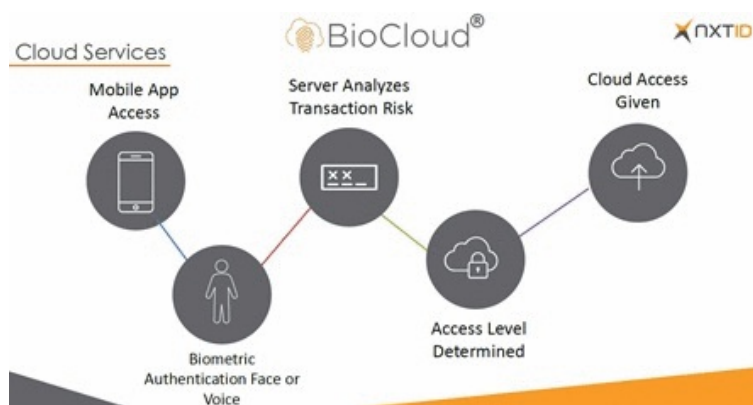 Cloud Services
BioCloud®
NXTID
Mobile App
Access
Biometric
Authentication Face or
Voice
Server Analyzes
Transaction Risk
Access Level
Determined
Cloud Access
Given